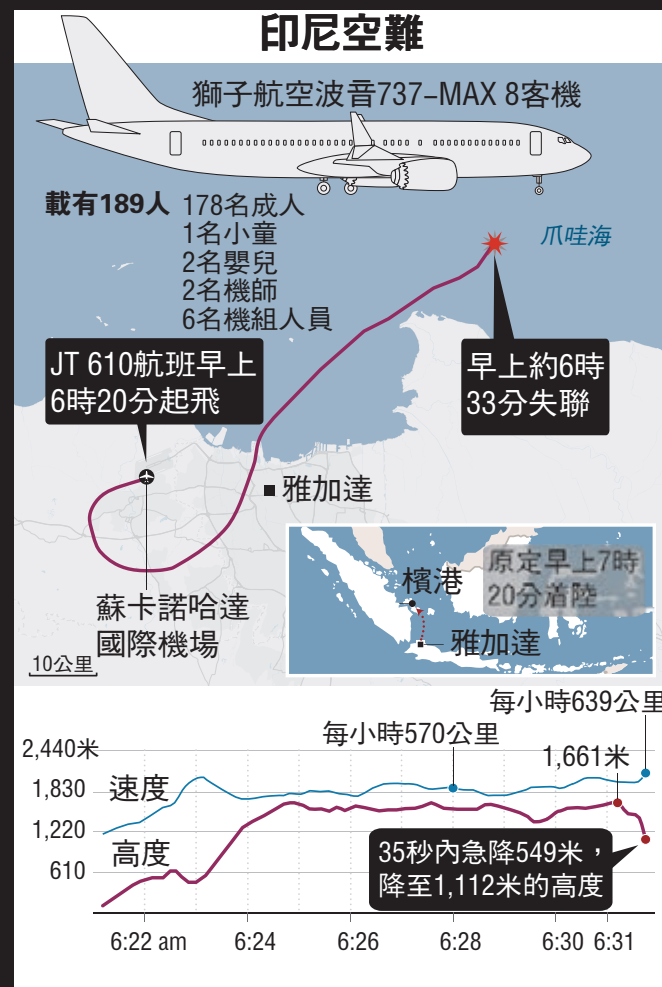 印尼空難
獅子航空波音737–MAX 8客機
載有189人 178名成人
1名小童
2名嬰兒
2名機師
6名機組人員
爪哇海
JT 610航班早上
6時20分起飛
早上約6時
33分失聯
雅加達
蘇卡諾哈達
國際機場
10公里
檳港
原定早上7時
20分着陸
雅加達
每小時639公里
每小時570公里
1,661米
2,440米
1,830
1,220
610
速度
高度
35秒內急降549米，
降至1,112米的高度
6:22 am 6:24 6:26 6:28 6:30 6:31